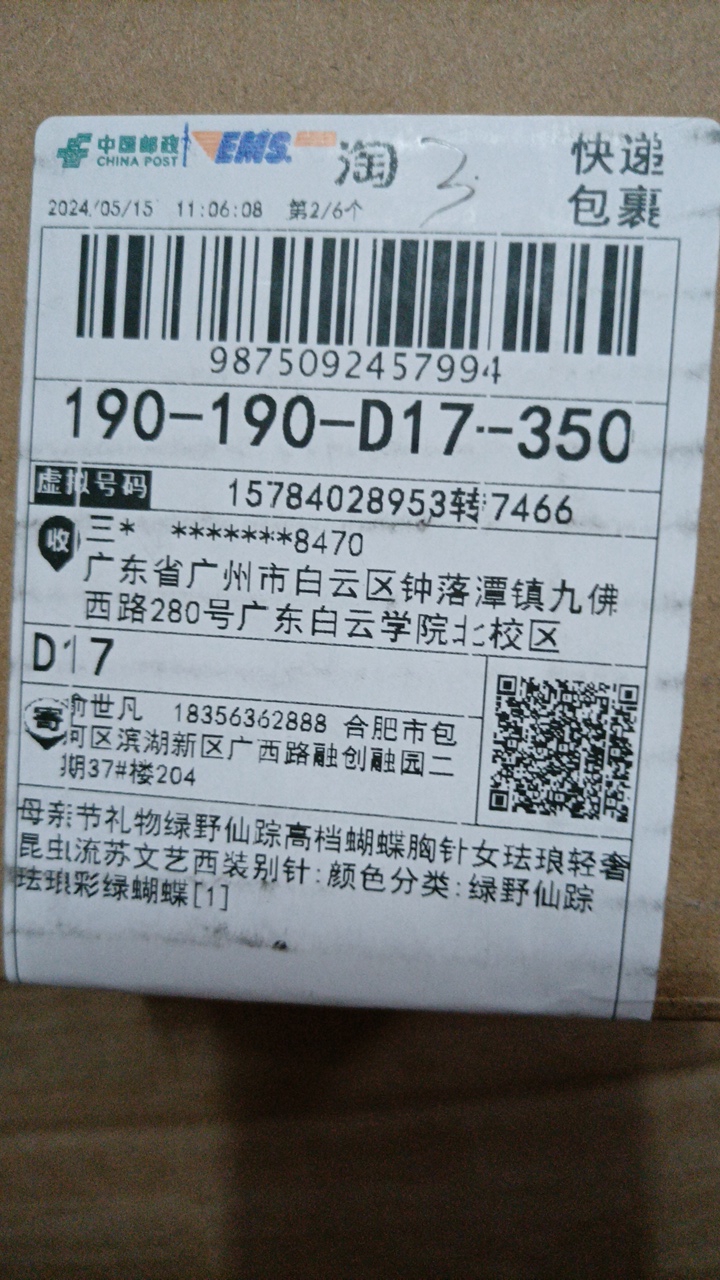 中国邮政 EMS 淘 3 快递
CHINA POST
包裹
2024/05/15 11:06:08 第2/6个
9875092457994
190-190-D17-350
虚拟号码 15784028953转7466
收 三* *******8470
广东省广州市白云区钟落潭镇九佛
西路280号广东白云学院北校区
D17
寄 俞世凡 18356362888 合肥市包
河区滨湖新区广西路融创融园二
期37#楼204
母亲节礼物绿野仙踪高档蝴蝶胸针女珐琅轻奢
昆虫流苏文艺西装别针:颜色分类:绿野仙踪
珐琅彩绿蝴蝶[1]